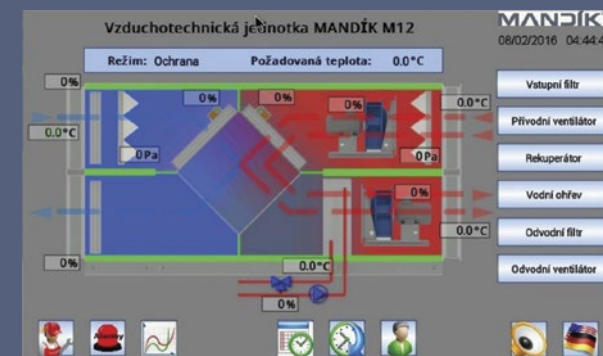 Vzduchotechnická jednotka MANDÍK M12
MANDÍK
08/02/2016 04:44:4
Režim: Ochrana Požadovaná teplota: 0.0°C
0%
0% 0% 0% 0.0°C
0.0°C
0Pa 0Pa
0%
0.0°C
0% 0.0°C
0%
Vstupní filtr
Přívodní ventilátor
Rekuperátor
Vodní ohřev
Odvodní filtr
Odvodní ventilátor